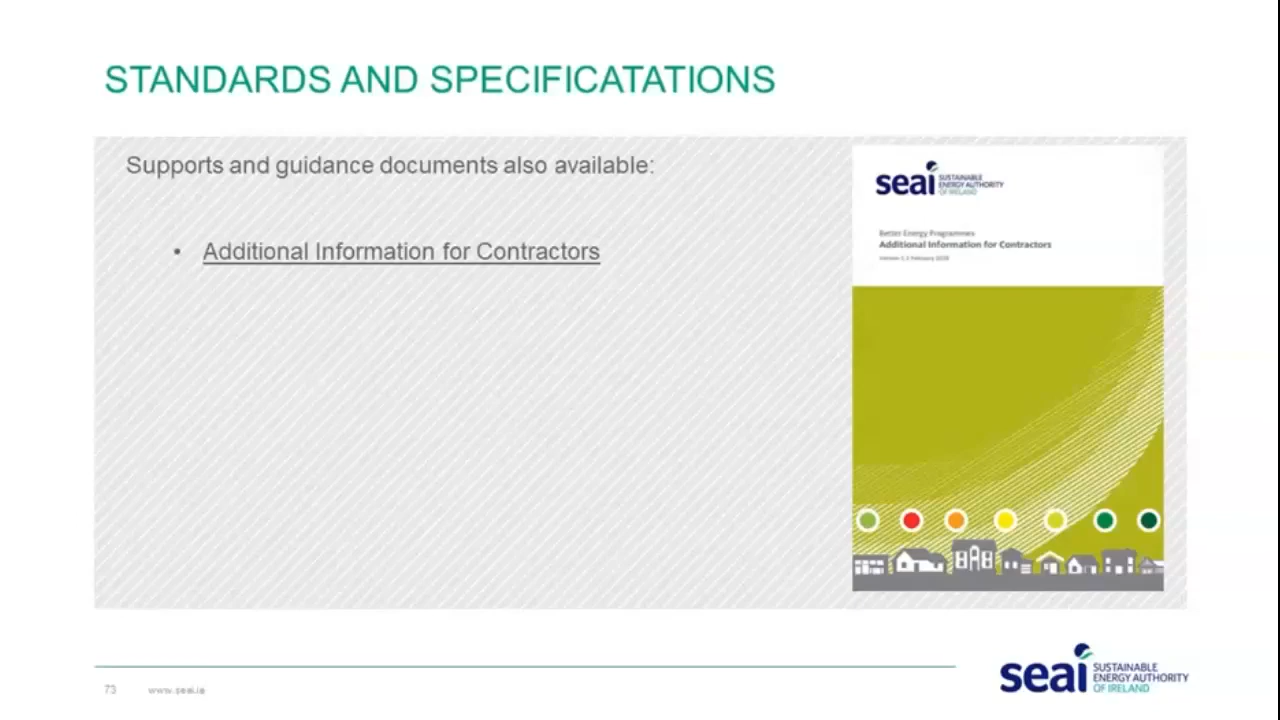 STANDARDS AND SPECIFICATATIONS
Supports and guidance documents also available:
• Additional Information for Contractors
seai SUSTAINABLE
ENERGY AUTHORITY
OF IRELAND
Better Energy Programmes
Additional Information for Contractors
February
73 www.seai.ie
seai SUSTAINABLE
ENERGY AUTHORITY
OF IRELAND